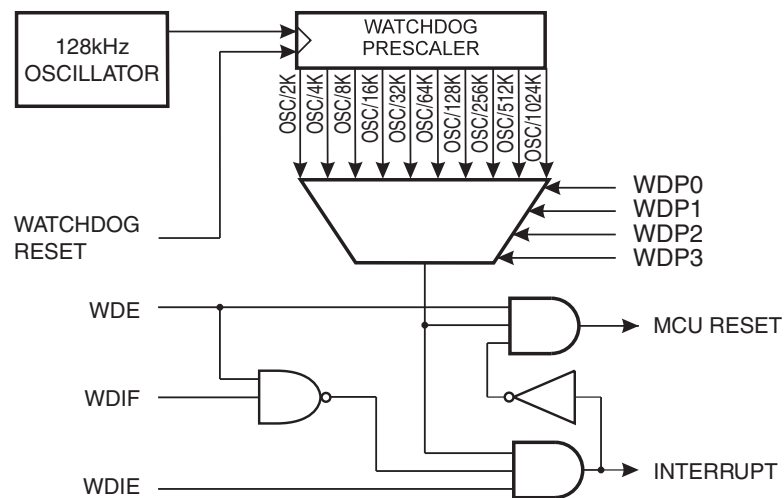 128kHz
OSCILLATOR
WATCHDOG
PRESCALER
OSC/2K
OSC/4K
OSC/8K
OSC/16K
OSC/32K
OSC/64K
OSC/128K
OSC/256K
OSC/512K
OSC/1024K
WATCHDOG
RESET
WDP0
WDP1
WDP2
WDP3
WDE
MCU RESET
WDIF
WDIE
INTERRUPT